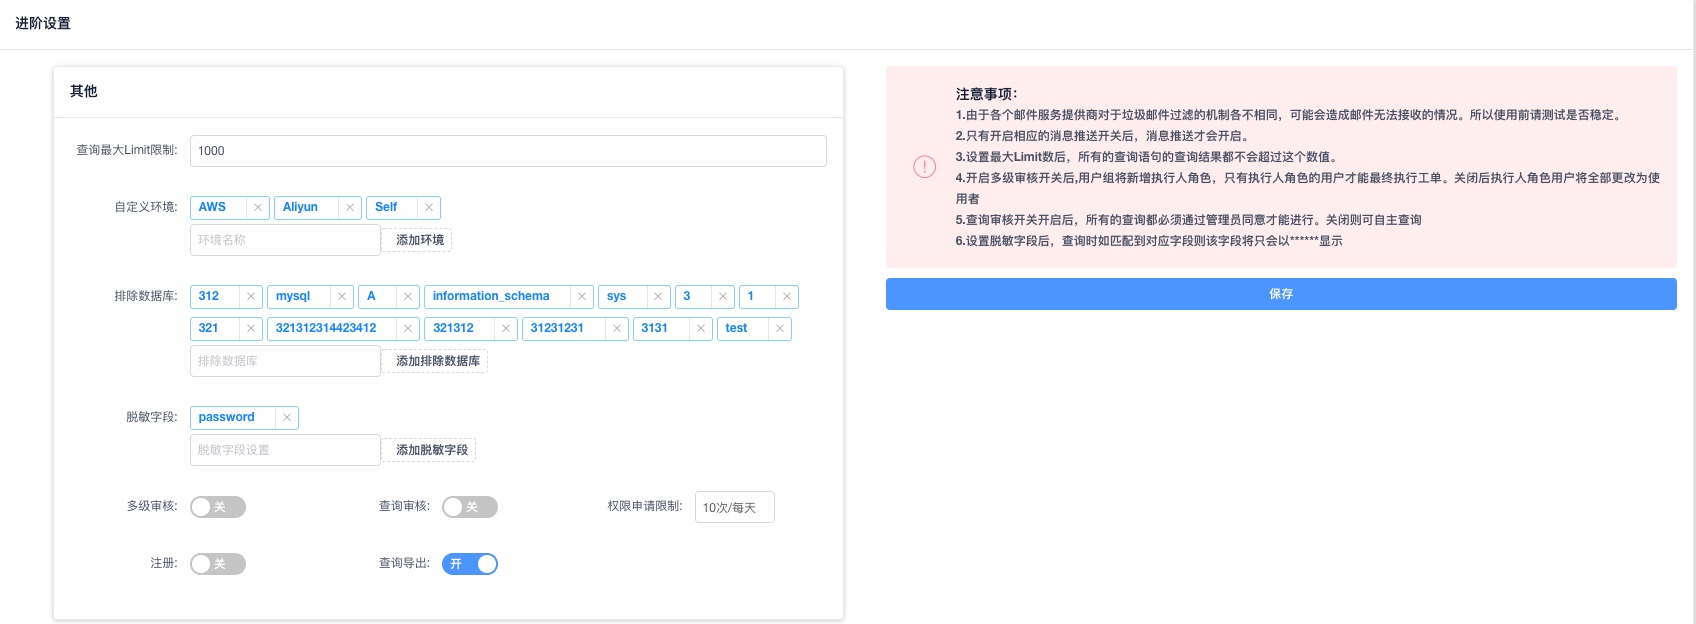 进阶设置
其他
查询最大Limit限制: 1000
自定义环境: AWS Aliyun Self
环境名称 添加环境
排除数据库: 312 mysql A information_schema sys 3 1
321 321312314423412 321312 31231231 3131 test
排除数据库 添加排除数据库
脱敏字段: password
脱敏字段设置 添加脱敏字段
多级审核: 关 查询审核: 关 权限申请限制: 10次/每天
注册: 关 查询导出: 开
注意事项：
1.由于各个邮件服务提供商对于垃圾邮件过滤的机制各不相同，可能会造成邮件无法接收的情况。所以使用前请测试是否稳定。
2.只有开启相应的消息推送开关后，消息推送才会开启。
3.设置最大Limit数后，所有的查询语句的查询结果都不会超过这个数值。
4.开启多级审核开关后,用户组将新增执行人角色，只有执行人角色的用户才能最终执行工单。关闭后执行人角色用户将全部更改为使
用者
5.查询审核开关开启后，所有的查询都必须通过管理员同意才能进行。关闭则可自主查询
6.设置脱敏字段后，查询时如匹配到对应字段则该字段将只会以******显示
保存